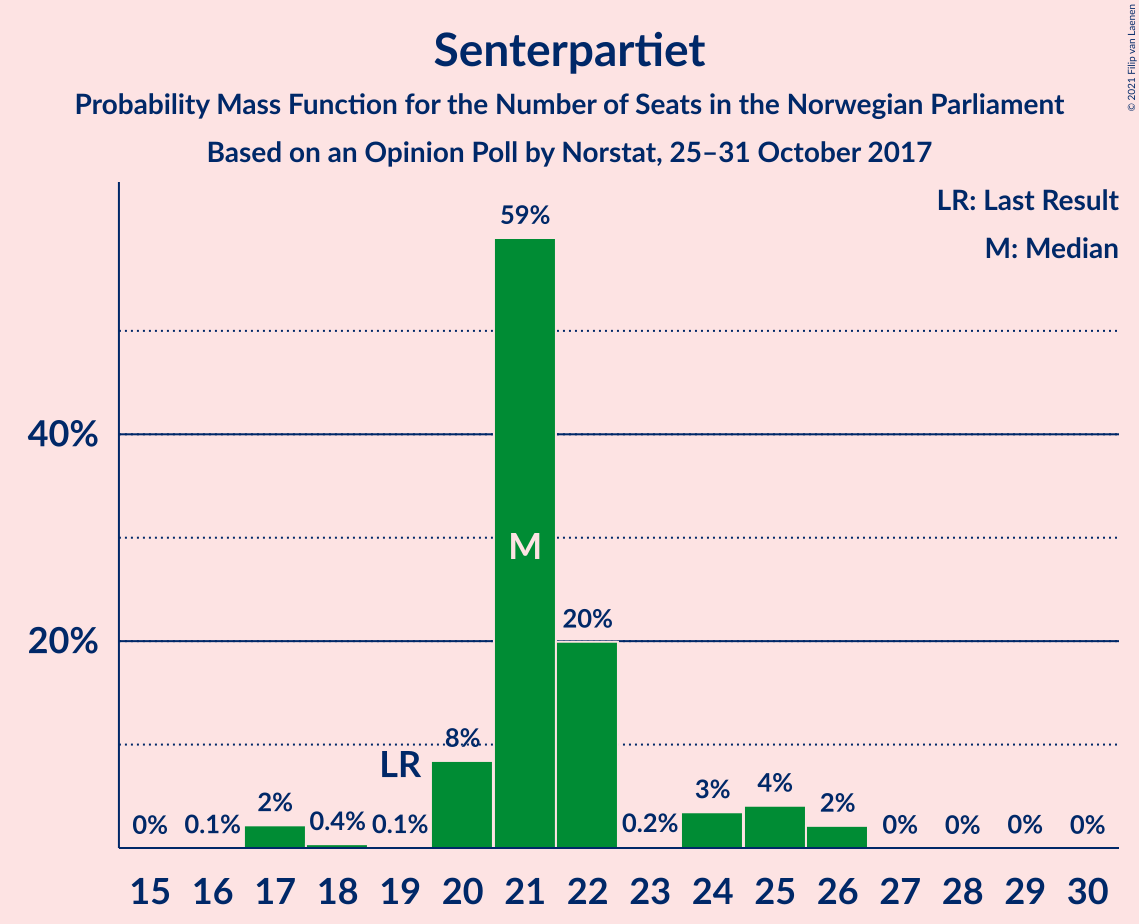 Senterpartiet
Probability Mass Function for the Number of Seats in the Norwegian Parliament
Based on an Opinion Poll by Norstat, 25–31 October 2017
© 2021 Filip van Laenen
LR: Last Result
M: Median
59%
40%
M
20%
20%
8%
LR
0% 0.1% 2% 0.4% 0.1% 0.2% 3% 4% 2% 0% 0% 0% 0%
15 16 17 18 19 20 21 22 23 24 25 26 27 28 29 30